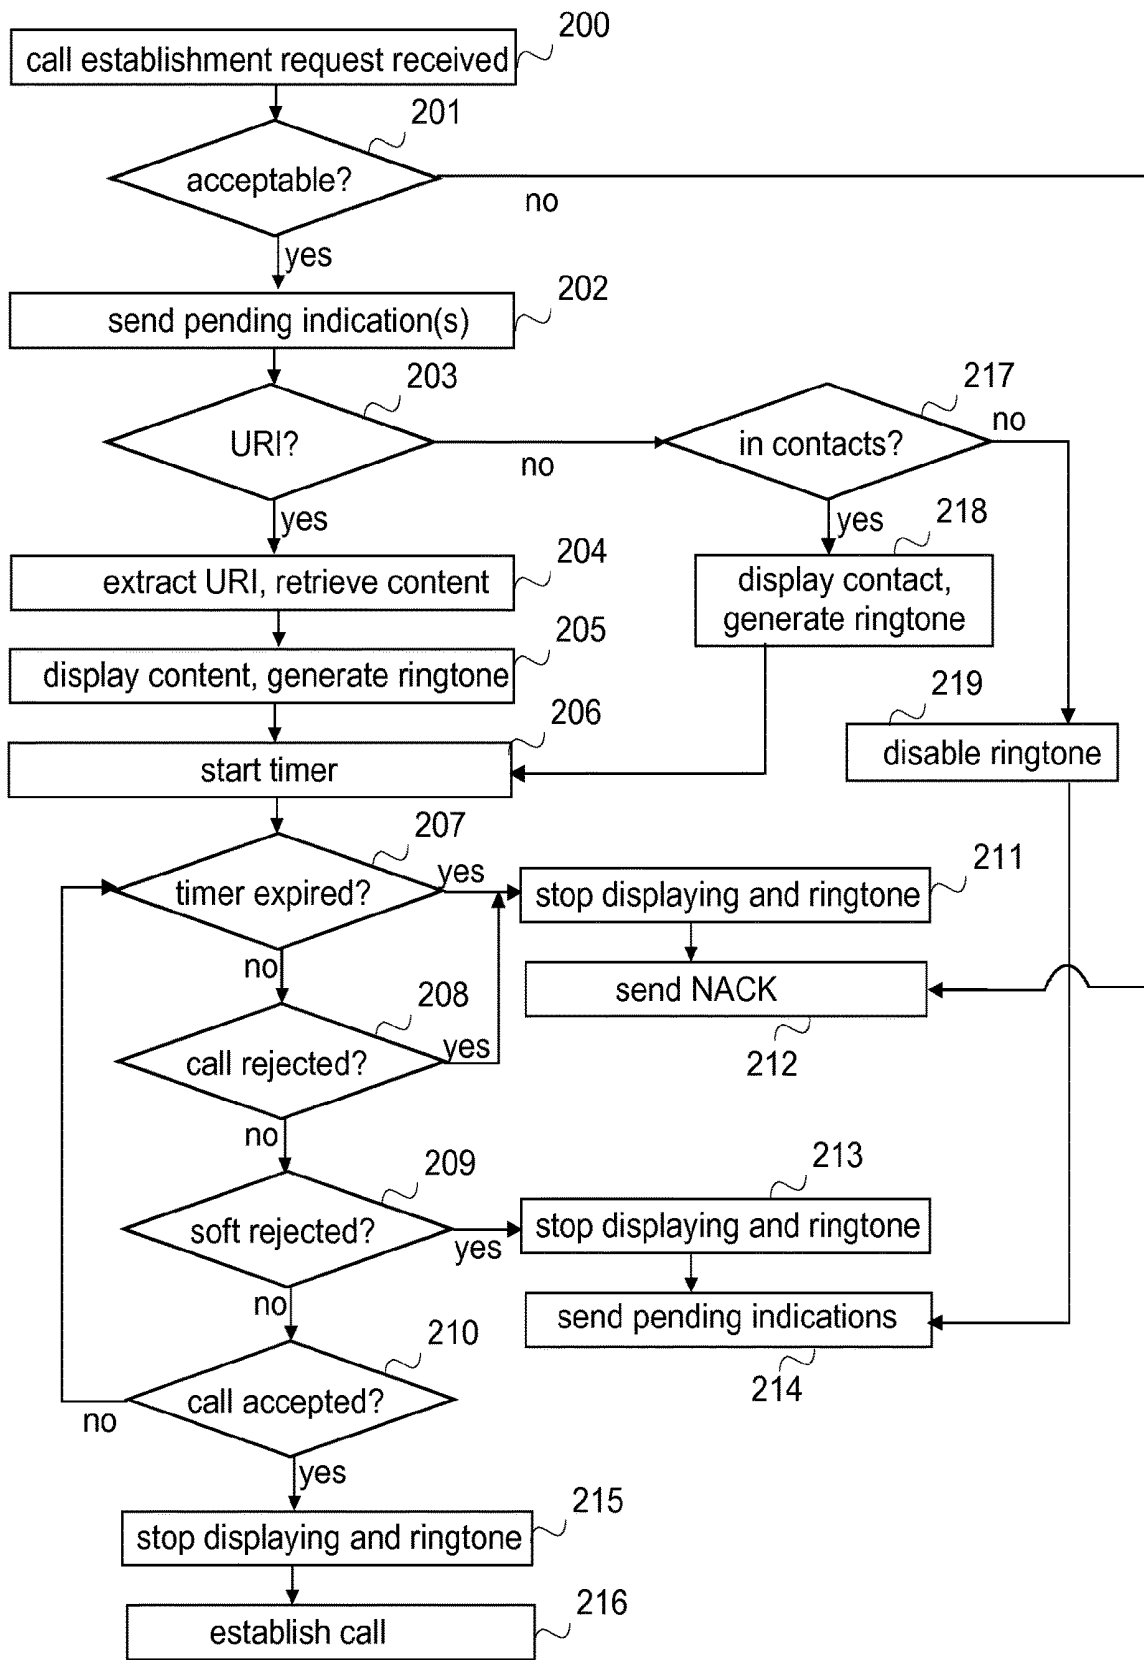 200
call establishment request received
201
acceptable?
no
yes
202
send pending indication(s)
203
URI?
no
yes
217
in contacts?
no
yes
204
extract URI, retrieve content
218
display contact,
generate ringtone
205
display content, generate ringtone
206
start timer
219
disable ringtone
207
timer expired?
yes
no
211
stop displaying and ringtone
send NACK
212
208
call rejected?
yes
no
209
soft rejected?
yes
no
213
stop displaying and ringtone
send pending indications
214
210
call accepted?
no
yes
215
stop displaying and ringtone
216
establish call